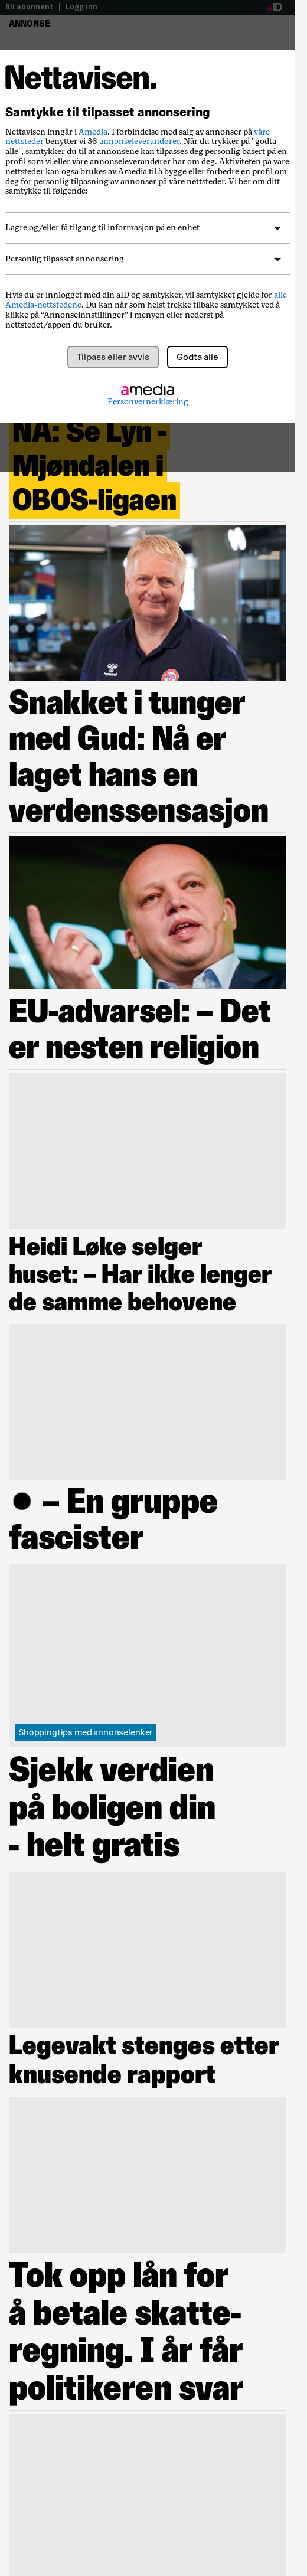 Bli abonnent | Logg inn
aID
ANNONSE
Nettavisen.
Samtykke til tilpasset annonsering
Nettavisen inngår i Amedia. I forbindelse med salg av annonser på våre
nettsteder benytter vi 36 annonseleverandører. Når du trykker på "godta
alle", samtykker du til at annonsene kan tilpasses deg personlig basert på en
profil som vi eller våre annonseleverandører har om deg. Aktiviteten på våre
nettsteder kan også brukes av Amedia til å bygge eller forbedre en profil om
deg for personlig tilpasning av annonser på våre nettsteder. Vi ber om ditt
samtykke til følgende:
Lagre og/eller få tilgang til informasjon på en enhet
Personlig tilpasset annonsering
Hvis du er innlogget med din aID og samtykker, vil samtykket gjelde for alle
Amedia-nettstedene. Du kan når som helst trekke tilbake samtykket ved å
klikke på “Annonseinnstillinger” i menyen eller nederst på
nettstedet/appen du bruker.
Tilpass eller avvis
Godta alle
amedia
Personvernerklæring
NÅ: Se Lyn -
Mjøndalen i
OBOS-ligaen
Snakket i tunger
med Gud: Nå er
laget hans en
verdenssensasjon
EU-advarsel: – Det
er nesten religion
Heidi Løke selger
huset: – Har ikke lenger
de samme behovene
● – En gruppe
fascister
Shoppingtips med annonselenker
Sjekk verdien
på boligen din
- helt gratis
Legevakt stenges etter
knusende rapport
Tok opp lån for
å betale skatte-
regning. I år får
politikeren svar